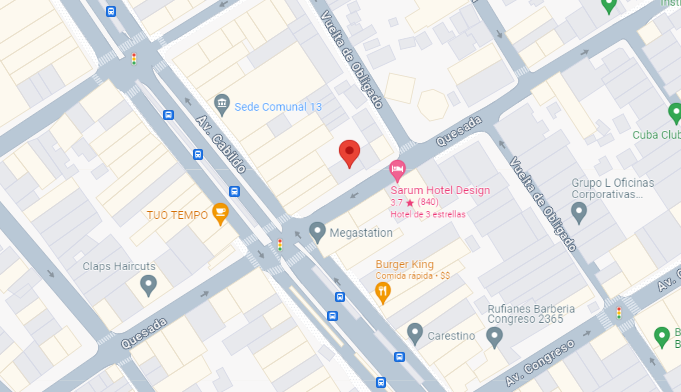 Insti
Vuelta de Obligado
Sede Comunal 13
Av. Cabildo
Quesada
Cuba Club
Sarum Hotel Design
3.7 ★ (840)
Hotel de 3 estrellas
Vuelta de Obligado
Grupo L Oficinas
Corporativas...
TUO TEMPO
Megastation
Claps Haircuts
Burger King
Comida rápida • $$
Av. C
Rufianes Barberia
Congreso 2365
Quesada
Carestino
Av. Congreso
B
B